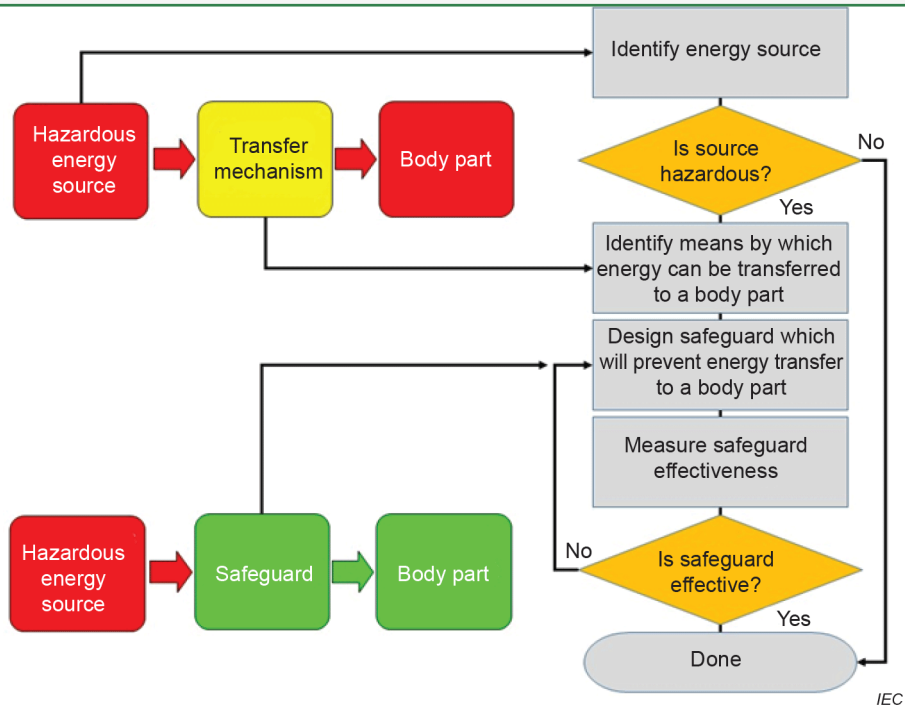 Identify energy source
Hazardous
energy
source
Transfer
mechanism
Body part
Is source
hazardous?
No
Yes
Identify means by which
energy can be transferred
to a body part
Design safeguard which
will prevent energy transfer
to a body part
Measure safeguard
effectiveness
Hazardous
energy
source
Safeguard
Body part
No
Is safeguard
effective?
Yes
Done
IEC